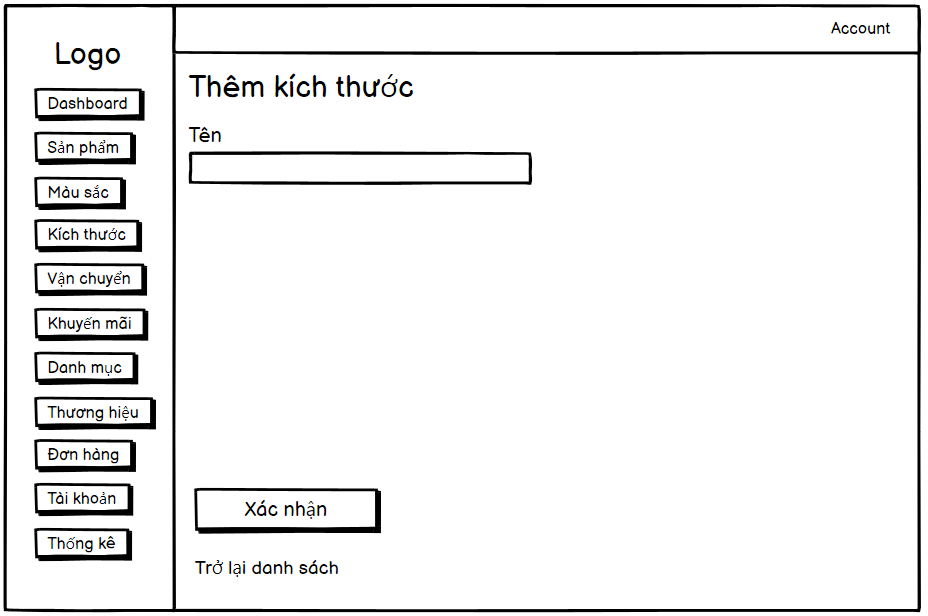 Logo
Account
Dashboard
Sản phẩm
Màu sắc
Kích thước
Vận chuyển
Khuyến mãi
Danh mục
Thương hiệu
Đơn hàng
Tài khoản
Thống kê
Thêm kích thước
Tên
Xác nhận
Trở lại danh sách